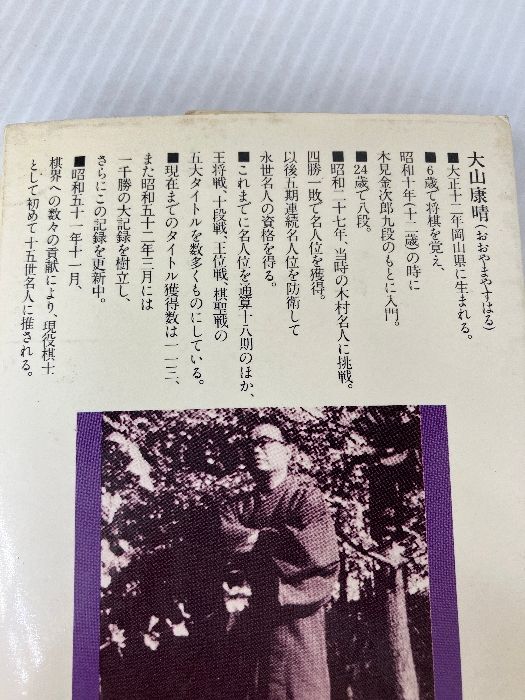 大山康晴(おおやまやすはる)
■大正十二年岡山県に生まれる。
■6歳で将棋を覚え、
昭和十年(十二歳)の時に
木見金次郎九段のもとに入門。
■24歳で八段。
■昭和二十七年、当時の木村名人に挑戦。
四勝一敗で名人位を獲得。
以後五期連続名人位を防衛して
永世名人の資格を得る。
■これまでに名人位を通算十八期のほか、
王将戦、十段戦、王位戦、棋聖戦の
五大タイトルを数多くものにしている。
■現在までのタイトル獲得数は一一三、
また昭和五十二年三月には
一千勝の大記録を樹立し、
さらにこの記録を更新中。
■昭和五十一年十一月、
棋界への数々の貢献により、現役棋士
として初めて十五世名人に推される。